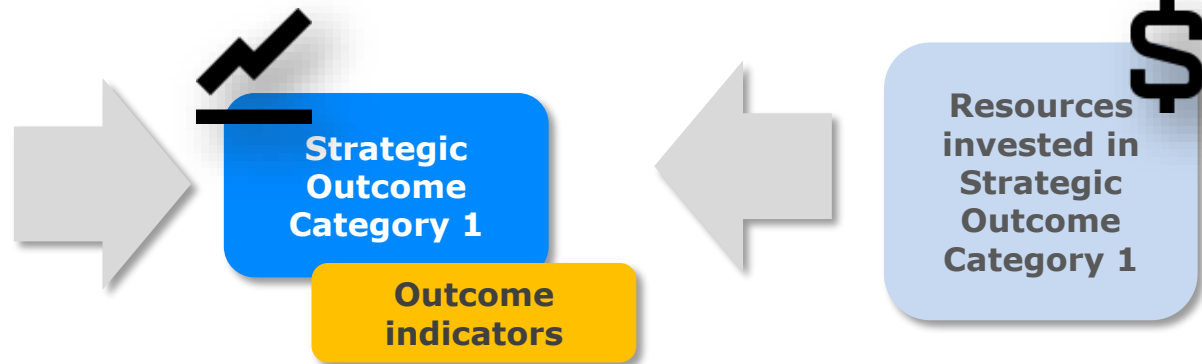 Strategic
Outcome
Category 1
Outcome
indicators
$
Resources
invested in
Strategic
Outcome
Category 1